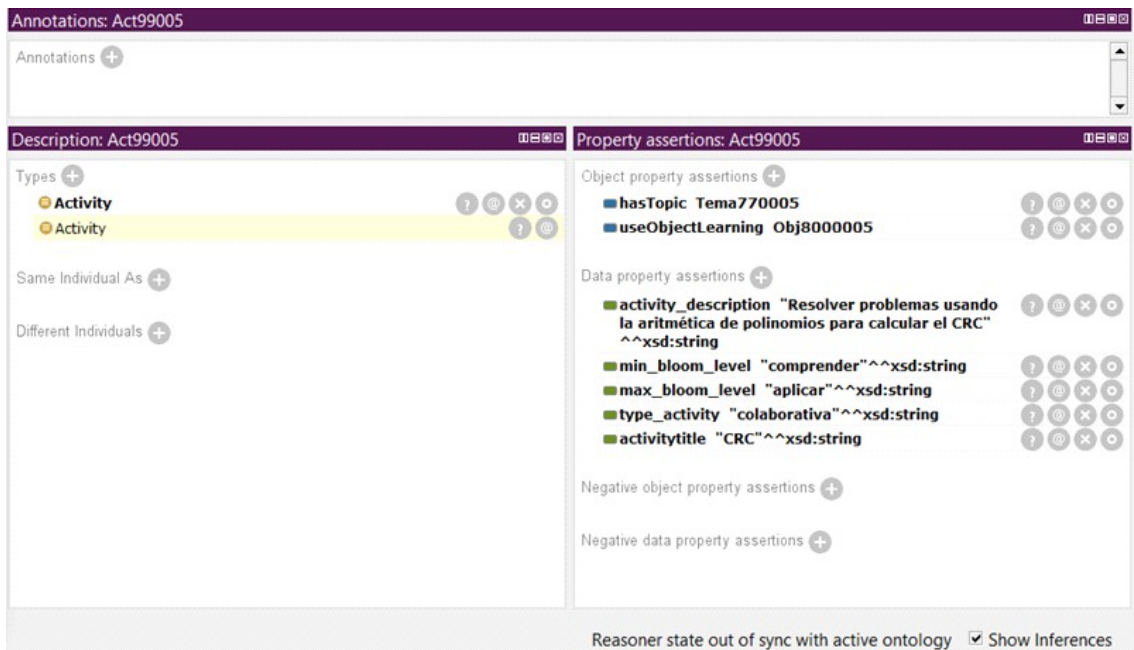 Annotations: Act99005
Annotations
Description: Act99005
Types
Activity
Activity
Same Individual As
Different Individuals
Property assertions: Act99005
Object property assertions
hasTopic Tema770005
useObjectLearning Obj8000005
Data property assertions
activity_description "Resolver problemas usando
la aritmética de polinomios para calcular el CRC"
^^xsd:string
min_bloom_level "comprender"^^xsd:string
max_bloom_level "aplicar"^^xsd:string
type_activity "colaborativa"^^xsd:string
activitytitle "CRC"^^xsd:string
Negative object property assertions
Negative data property assertions
Reasoner state out of sync with active ontology Show Inferences